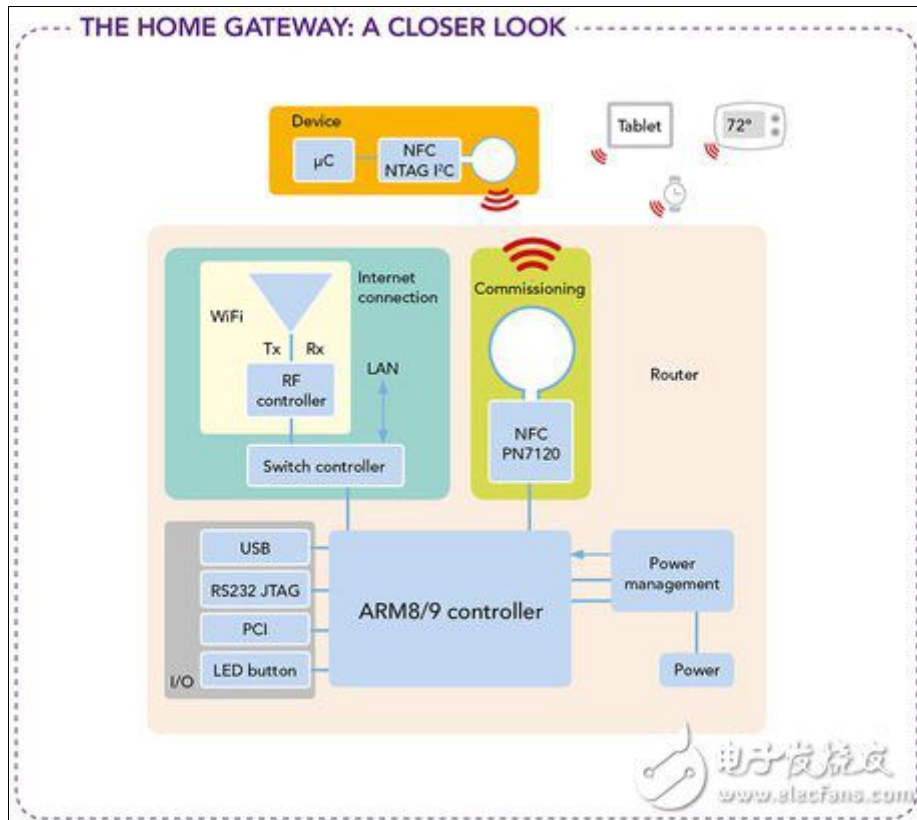 THE HOME GATEWAY: A CLOSER LOOK
Device
µC
NFC
NTAG I²C
Tablet
72°
Internet
connection
WiFi
Tx Rx
RF
controller
LAN
Switch controller
Commissioning
NFC
PN7120
Router
USB
RS232 JTAG
PCI
LED button
I/O
ARM8/9 controller
Power
management
Power
电子发烧友
www.elecfans.com